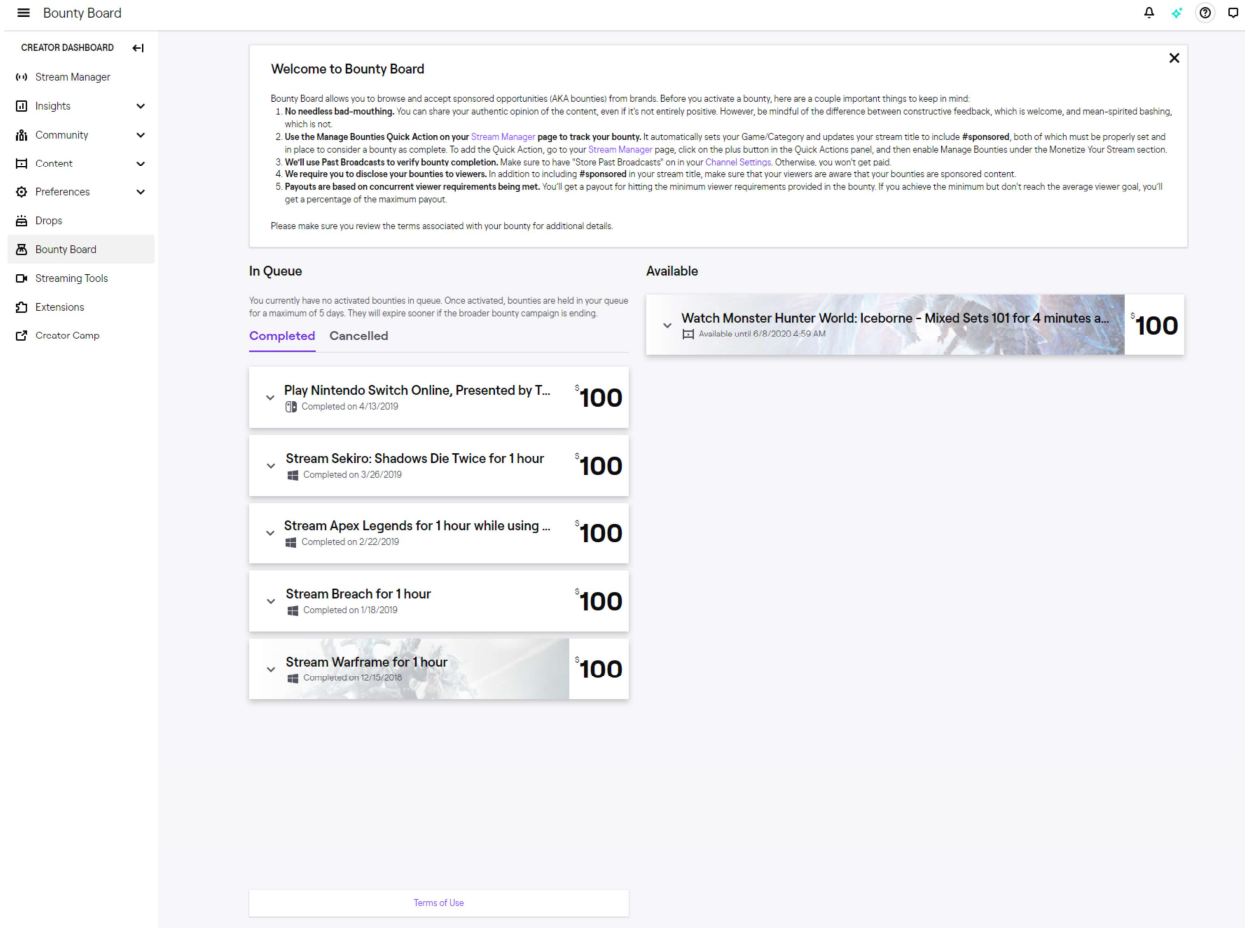 Bounty Board
CREATOR DASHBOARD
Stream Manager
Insights
Community
Content
Preferences
Drops
Bounty Board
Streaming Tools
Extensions
Creator Camp
Welcome to Bounty Board
Bounty Board allows you to browse and accept sponsored opportunities (AKA bounties) from brands. Before you activate a bounty, here are a couple important things to keep in mind:
1. No needless bad-mouthing. You can share your authentic opinion of the content, even if it's not entirely positive. However, be mindful of the difference between constructive feedback, which is welcome, and mean-spirited bashing,
which is not.
2. Use the Manage Bounties Quick Action on your Stream Manager page to track your bounty. It automatically sets your Game/Category and updates your stream title to include #sponsored, both of which must be properly set and
in place to consider a bounty as complete. To add the Quick Action, go to your Stream Manager page, click on the plus button in the Quick Actions panel, and then enable Manage Bounties under the Monetize Your Stream section.
3. We'll use Past Broadcasts to verify bounty completion. Make sure to have "Store Past Broadcasts" on in your Channel Settings. Otherwise, you won't get paid.
4. We require you to disclose your bounties to viewers. In addition to including #sponsored in your stream title, make sure that your viewers are aware that your bounties are sponsored content.
5. Payouts are based on concurrent viewer requirements being met. You'll get a payout for hitting the minimum viewer requirements provided in the bounty. If you achieve the minimum but don't reach the average viewer goal, you'll
get a percentage of the maximum payout.
Please make sure you review the terms associated with your bounty for additional details.
In Queue
You currently have no activated bounties in queue. Once activated, bounties are held in your queue
for a maximum of 5 days. They will expire sooner if the broader bounty campaign is ending.
Completed Cancelled
Play Nintendo Switch Online, Presented by T...
Completed on 4/13/2019
$100
Stream Sekiro: Shadows Die Twice for 1 hour
Completed on 3/26/2019
$100
Stream Apex Legends for 1 hour while using ...
Completed on 2/22/2019
$100
Stream Breach for 1 hour
Completed on 1/18/2019
$100
Stream Warframe for 1 hour
Completed on 12/15/2018
$100
Terms of Use
Available
Watch Monster Hunter World: Iceborne - Mixed Sets 101 for 4 minutes a...
Available until 6/8/2020 4:59 AM
$100